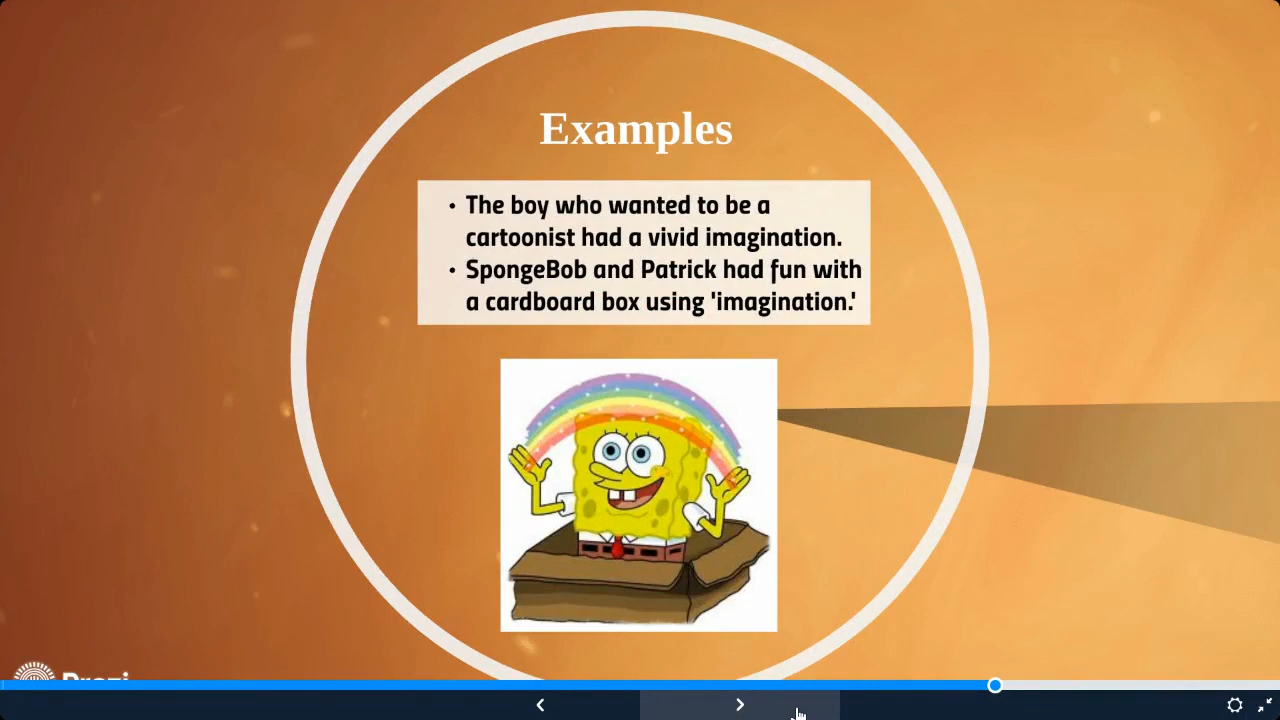 Examples
• The boy who wanted to be a
cartoonist had a vivid imagination.
• SpongeBob and Patrick had fun with
a cardboard box using 'imagination.'
Prezi